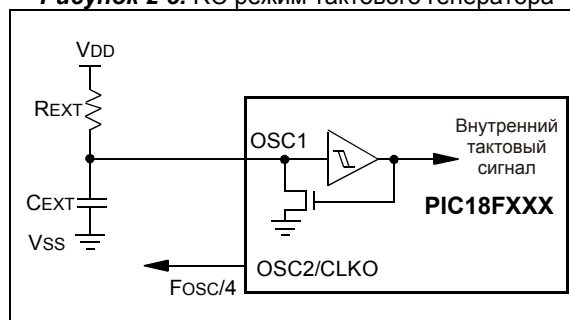 Рисунок 2-3. RC режим тактового генератора
VDD
REXT
OSC1
Внутренний
тактовый
сигнал
CEXT
PIC18FXXX
VSS
OSC2/CLKO
FOSC/4